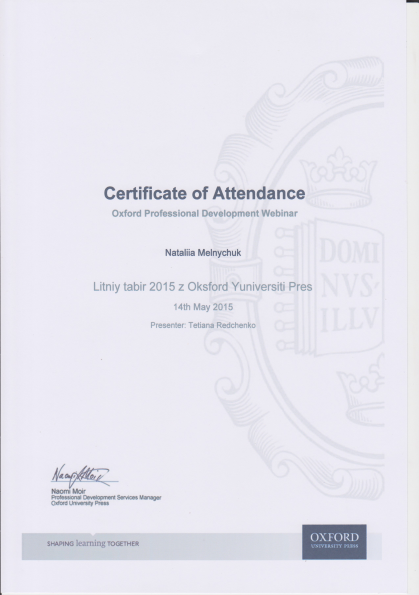 Certificate of Attendance
Oxford Professional Development Webinar
Nataliia Melnychuk
Litniy tabir 2015 z Oksford Yuniversiti Pres
14th May 2015
Presenter: Tetiana Redchenko
DOMI
NVS
ILLV
Naomi Moir
Naomi Moir
Professional Development Services Manager
Oxford University Press
SHAPING learning TOGETHER
OXFORD
UNIVERSITY PRESS